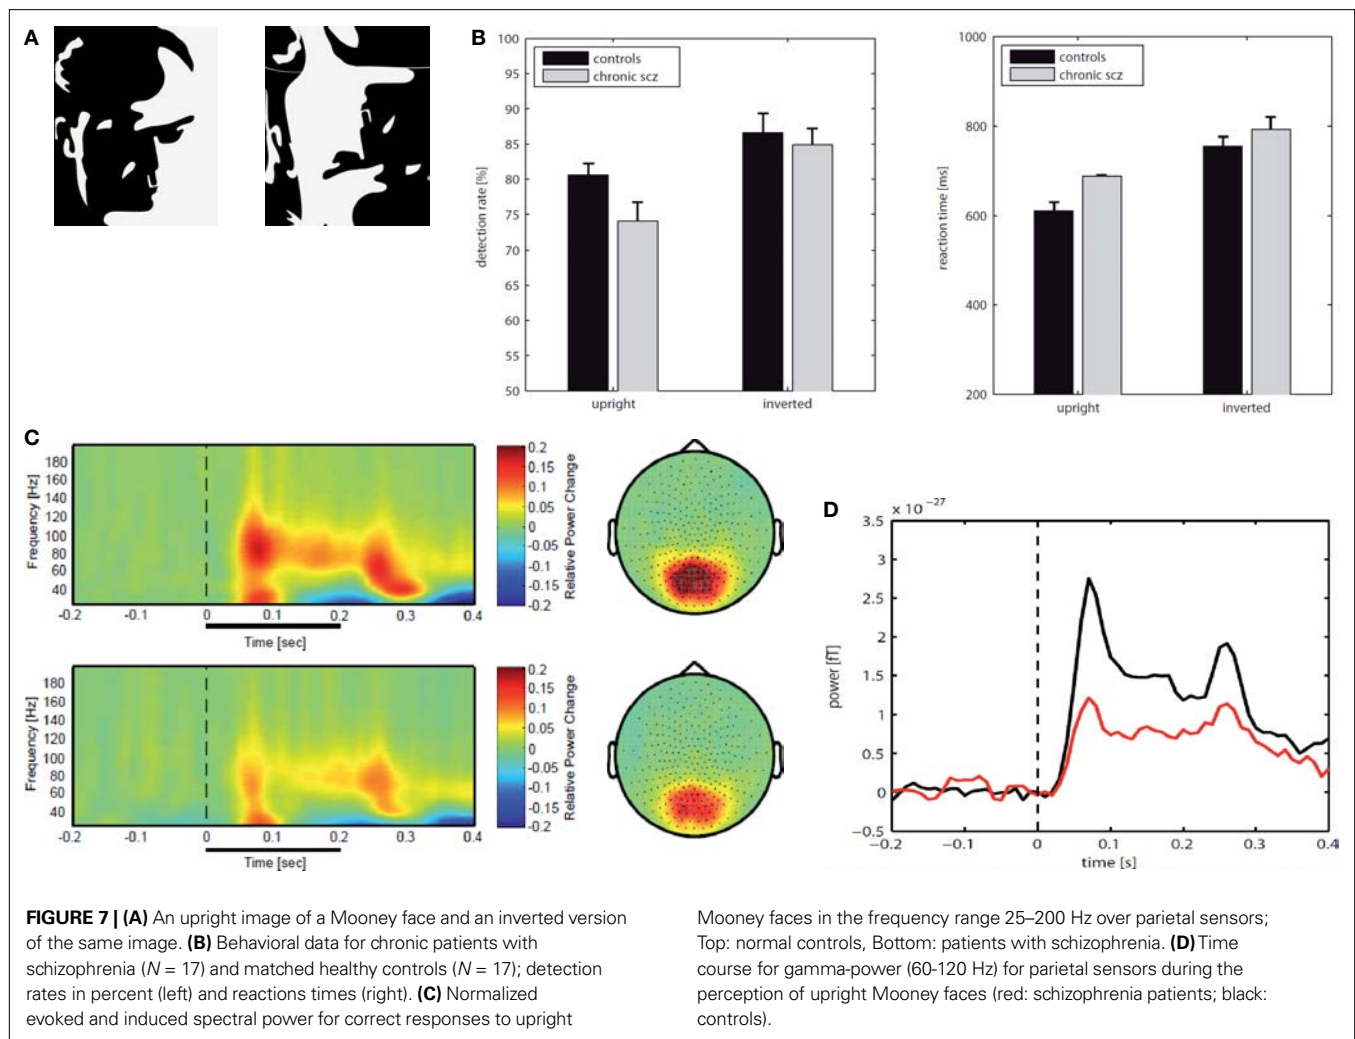 A
B
100
95
90
85
80
75
70
65
60
55
50
detection rate [%]
controls
chronic scz
upright inverted
1000
800
600
400
200
reaction time [ms]
controls
chronic scz
upright inverted
C
180
160
140
120
100
80
60
40
Frequency [Hz]
-0.2 -0.1 0 0.1 0.2 0.3 0.4
Time [sec]
0.2
0.15
0.1
0.05
0
-0.05
-0.1
-0.15
-0.2
Relative Power Change
180
160
140
120
100
80
60
40
Frequency [Hz]
-0.2 -0.1 0 0.1 0.2 0.3 0.4
Time [sec]
0.2
0.15
0.1
0.05
0
-0.05
-0.1
-0.15
-0.2
Relative Power Change
D
x 10 -27
3.5
3
2.5
2
1.5
1
0.5
0
−0.5
power [fT]
−0.2 −0.1 0 0.1 0.2 0.3 0.4
time [s]
FIGURE 7 | (A) An upright image of a Mooney face and an inverted version
of the same image. (B) Behavioral data for chronic patients with
schizophrenia (N = 17) and matched healthy controls (N = 17); detection
rates in percent (left) and reactions times (right). (C) Normalized
evoked and induced spectral power for correct responses to upright
Mooney faces in the frequency range 25–200 Hz over parietal sensors;
Top: normal controls, Bottom: patients with schizophrenia. (D) Time
course for gamma-power (60-120 Hz) for parietal sensors during the
perception of upright Mooney faces (red: schizophrenia patients; black:
controls).